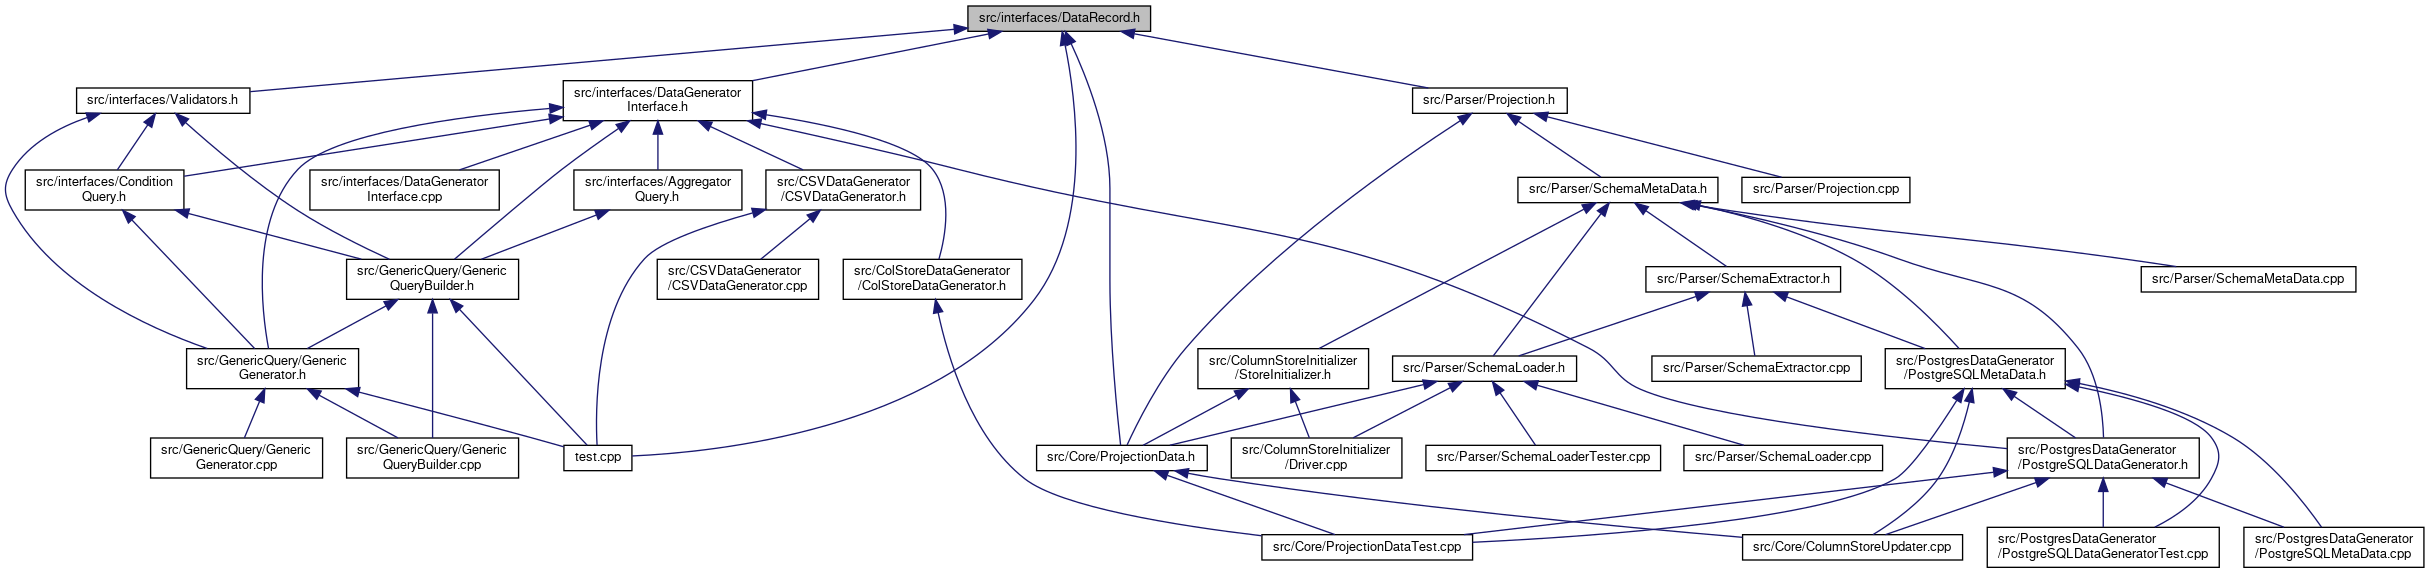 src/interfaces/DataRecord.h
src/interfaces/Validators.h
src/interfaces/DataGenerator
Interface.h
src/Parser/Projection.h
src/interfaces/Condition
Query.h
src/interfaces/DataGenerator
Interface.cpp
src/interfaces/Aggregator
Query.h
src/CSVDataGenerator
/CSVDataGenerator.h
src/Parser/SchemaMetaData.h
src/Parser/Projection.cpp
src/GenericQuery/Generic
QueryBuilder.h
src/CSVDataGenerator
/CSVDataGenerator.cpp
src/ColStoreDataGenerator
/ColStoreDataGenerator.h
src/Parser/SchemaExtractor.h
src/Parser/SchemaMetaData.cpp
src/GenericQuery/Generic
Generator.h
src/ColumnStoreInitializer
/StoreInitializer.h
src/Parser/SchemaLoader.h
src/Parser/SchemaExtractor.cpp
src/PostgresDataGenerator
/PostgreSQLMetaData.h
src/GenericQuery/Generic
Generator.cpp
src/GenericQuery/Generic
QueryBuilder.cpp
test.cpp
src/Core/ProjectionData.h
src/ColumnStoreInitializer
/Driver.cpp
src/Parser/SchemaLoaderTester.cpp
src/Parser/SchemaLoader.cpp
src/PostgresDataGenerator
/PostgreSQLDataGenerator.h
src/Core/ProjectionDataTest.cpp
src/Core/ColumnStoreUpdater.cpp
src/PostgresDataGenerator
/PostgreSQLDataGeneratorTest.cpp
src/PostgresDataGenerator
/PostgreSQLMetaData.cpp